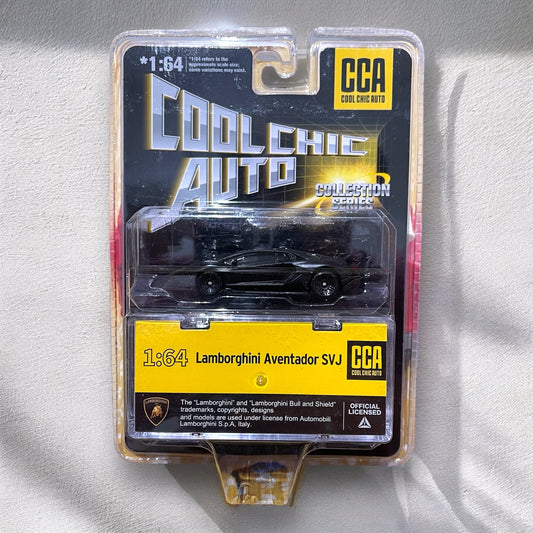 *1:64
*1/64 refers to the
approximate scale size;
some variations may exist.
CCA
COOL CHIC AUTO
COOL CHIC
AUTO
COLLECTION
SERIES
1:64 Lamborghini Aventador SVJ
CCA
COOL CHIC AUTO
The "Lamborghini" and "Lamborghini Bull and Shield"
trademarks, copyrights, designs
and models are used under license from Automobili
Lamborghini S.p.A, Italy.
OFFICIAL
LICENSED